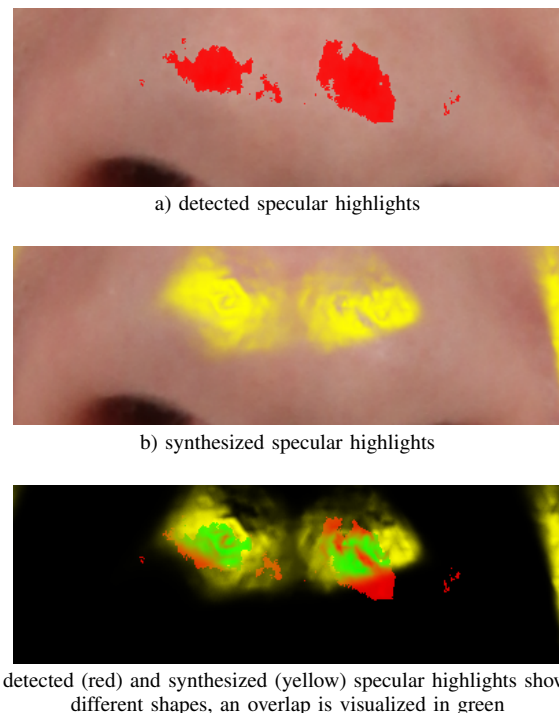 a) detected specular highlights
b) synthesized specular highlights
detected (red) and synthesized (yellow) specular highlights show
different shapes, an overlap is visualized in green